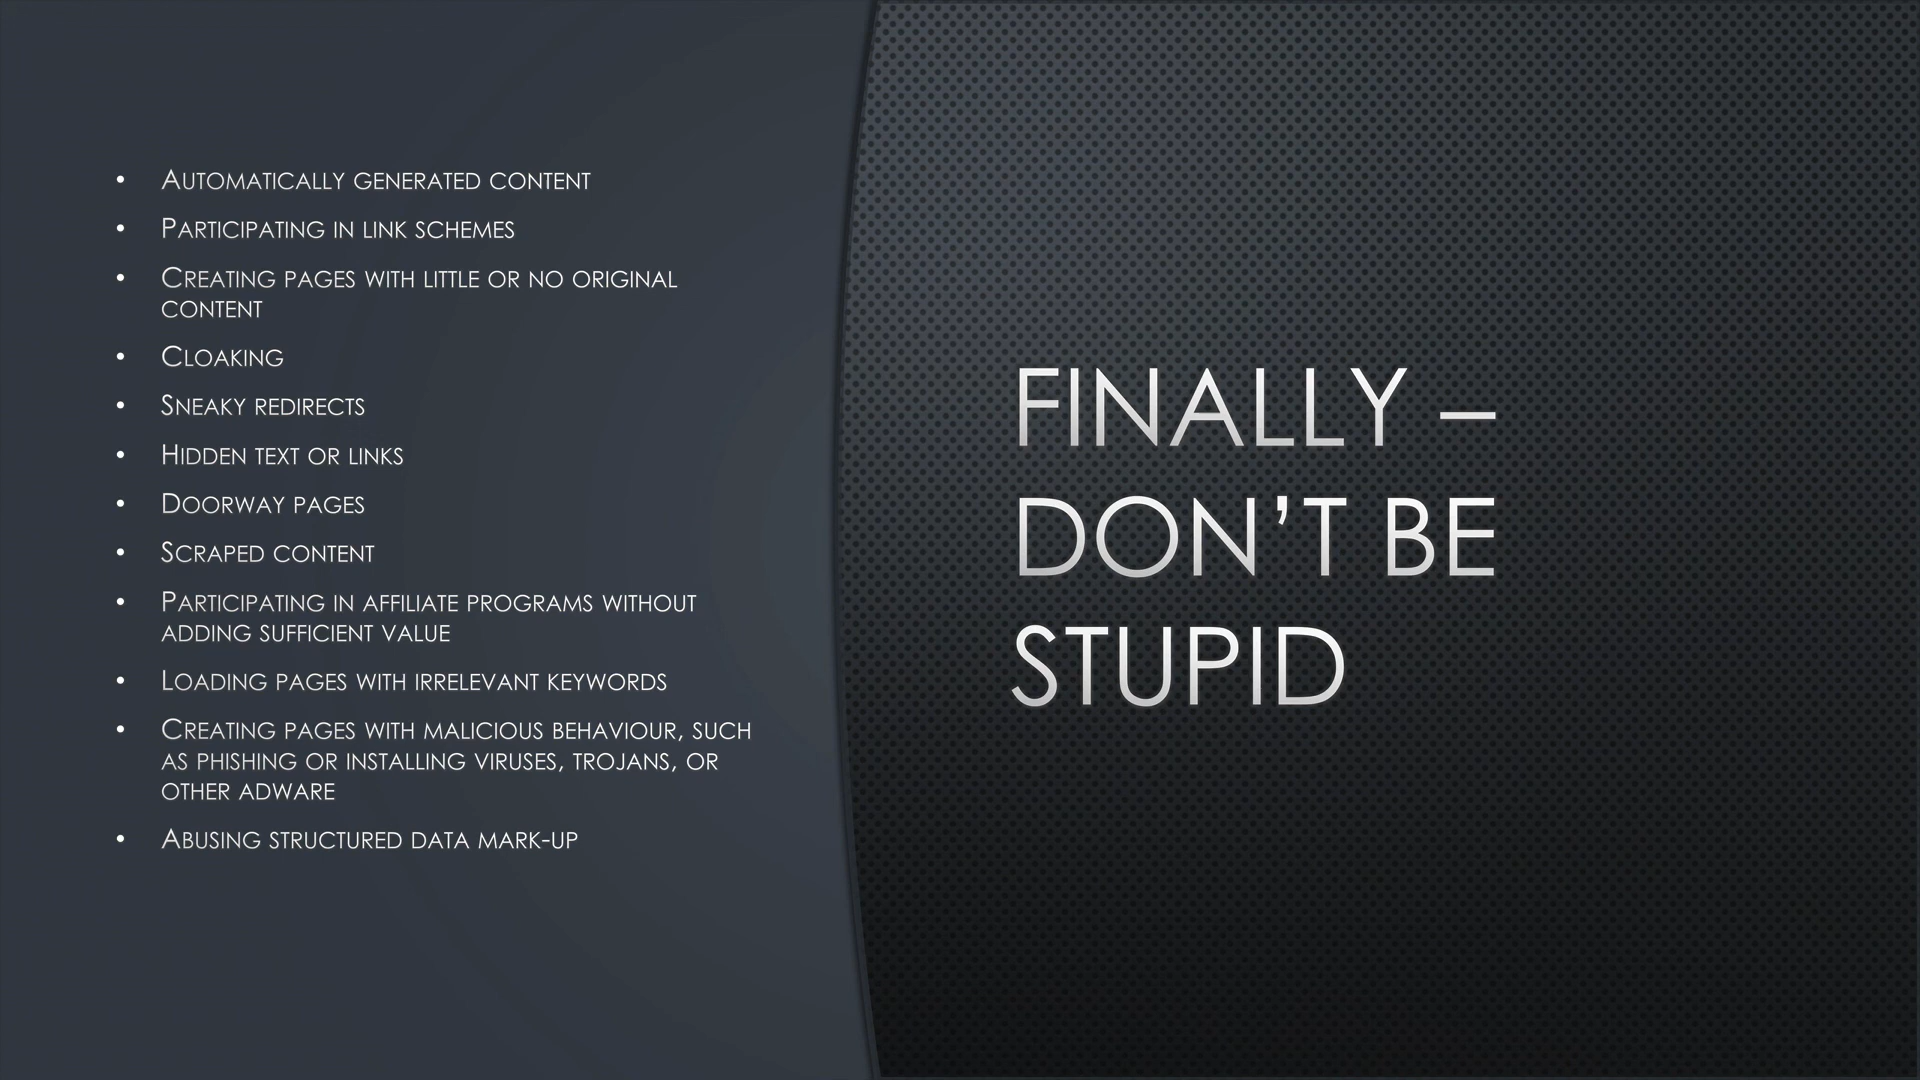 • Automatically generated content
• Participating in link schemes
• Creating pages with little or no original
content
• Cloaking
• Sneaky redirects
• Hidden text or links
• Doorway pages
• Scraped content
• Participating in affiliate programs without
adding sufficient value
• Loading pages with irrelevant keywords
• Creating pages with malicious behaviour, such
as phishing or installing viruses, trojans, or
other adware
• Abusing structured data mark-up
FINALLY –
DON’T BE
STUPID